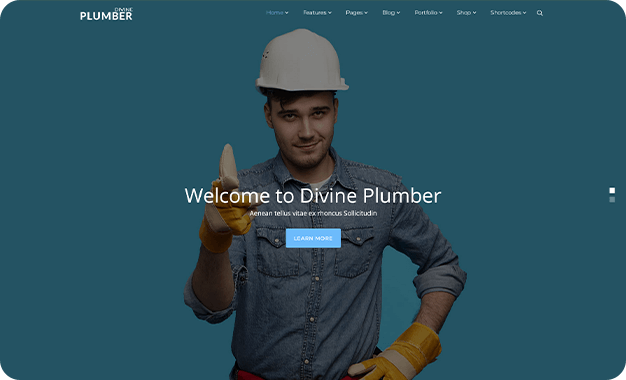 DIVINE
PLUMBER
Home Features Pages Blog Portfolio Shop Shortcodes
Welcome to Divine Plumber
Aenean tellus vitae ex rhoncus Sollicitudin
LEARN MORE